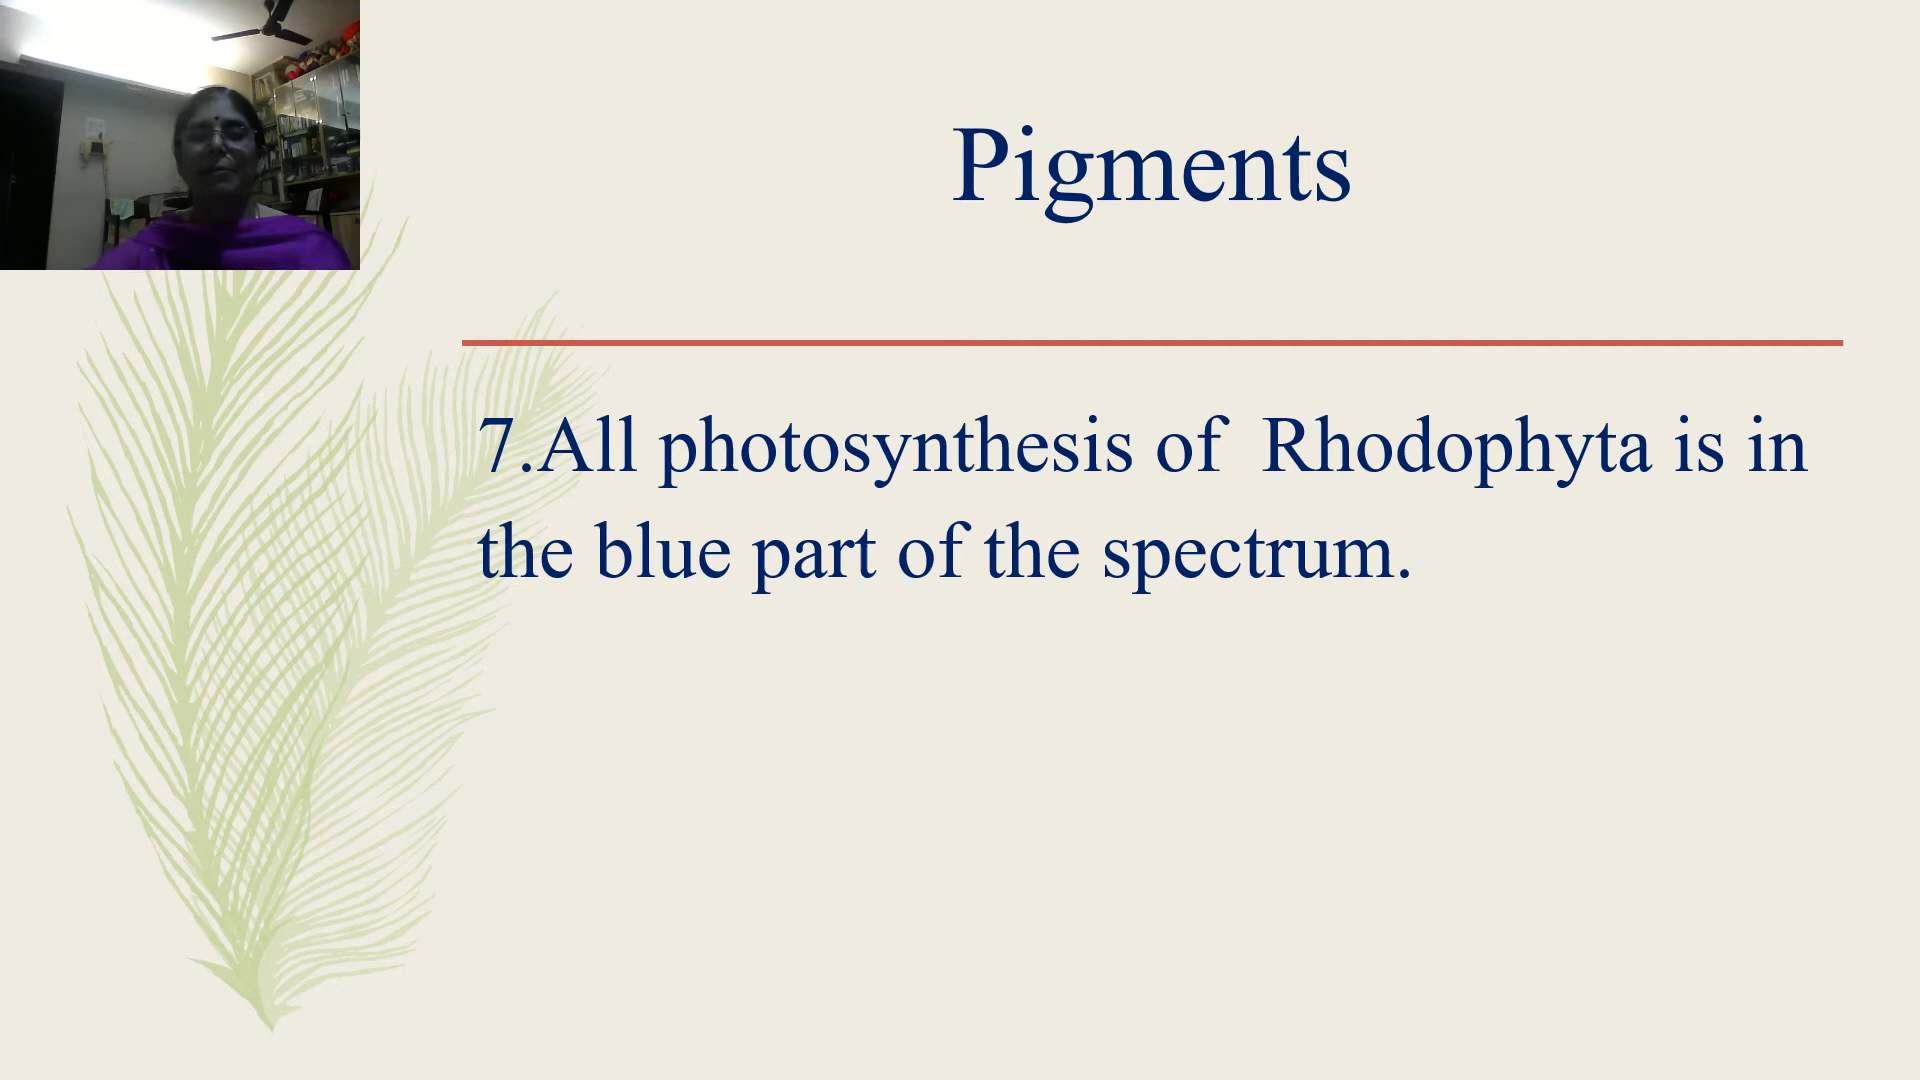 Pigments
7.All photosynthesis of  Rhodophyta is in
the blue part of the spectrum.